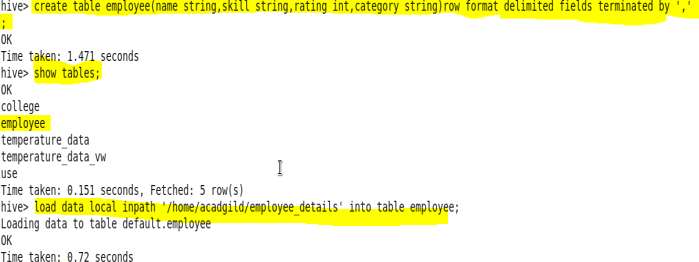 hive> create table employee(name string,skill string,rating int,category string)row format delimited fields terminated by ','
;
OK
Time taken: 1.471 seconds
hive> show tables;
OK
college
employee
temperature_data
temperature_data_vw
use
Time taken: 0.151 seconds, Fetched: 5 row(s)
hive> load data local inpath '/home/acadgild/employee_details' into table employee;
Loading data to table default.employee
OK
Time taken: 0.72 seconds